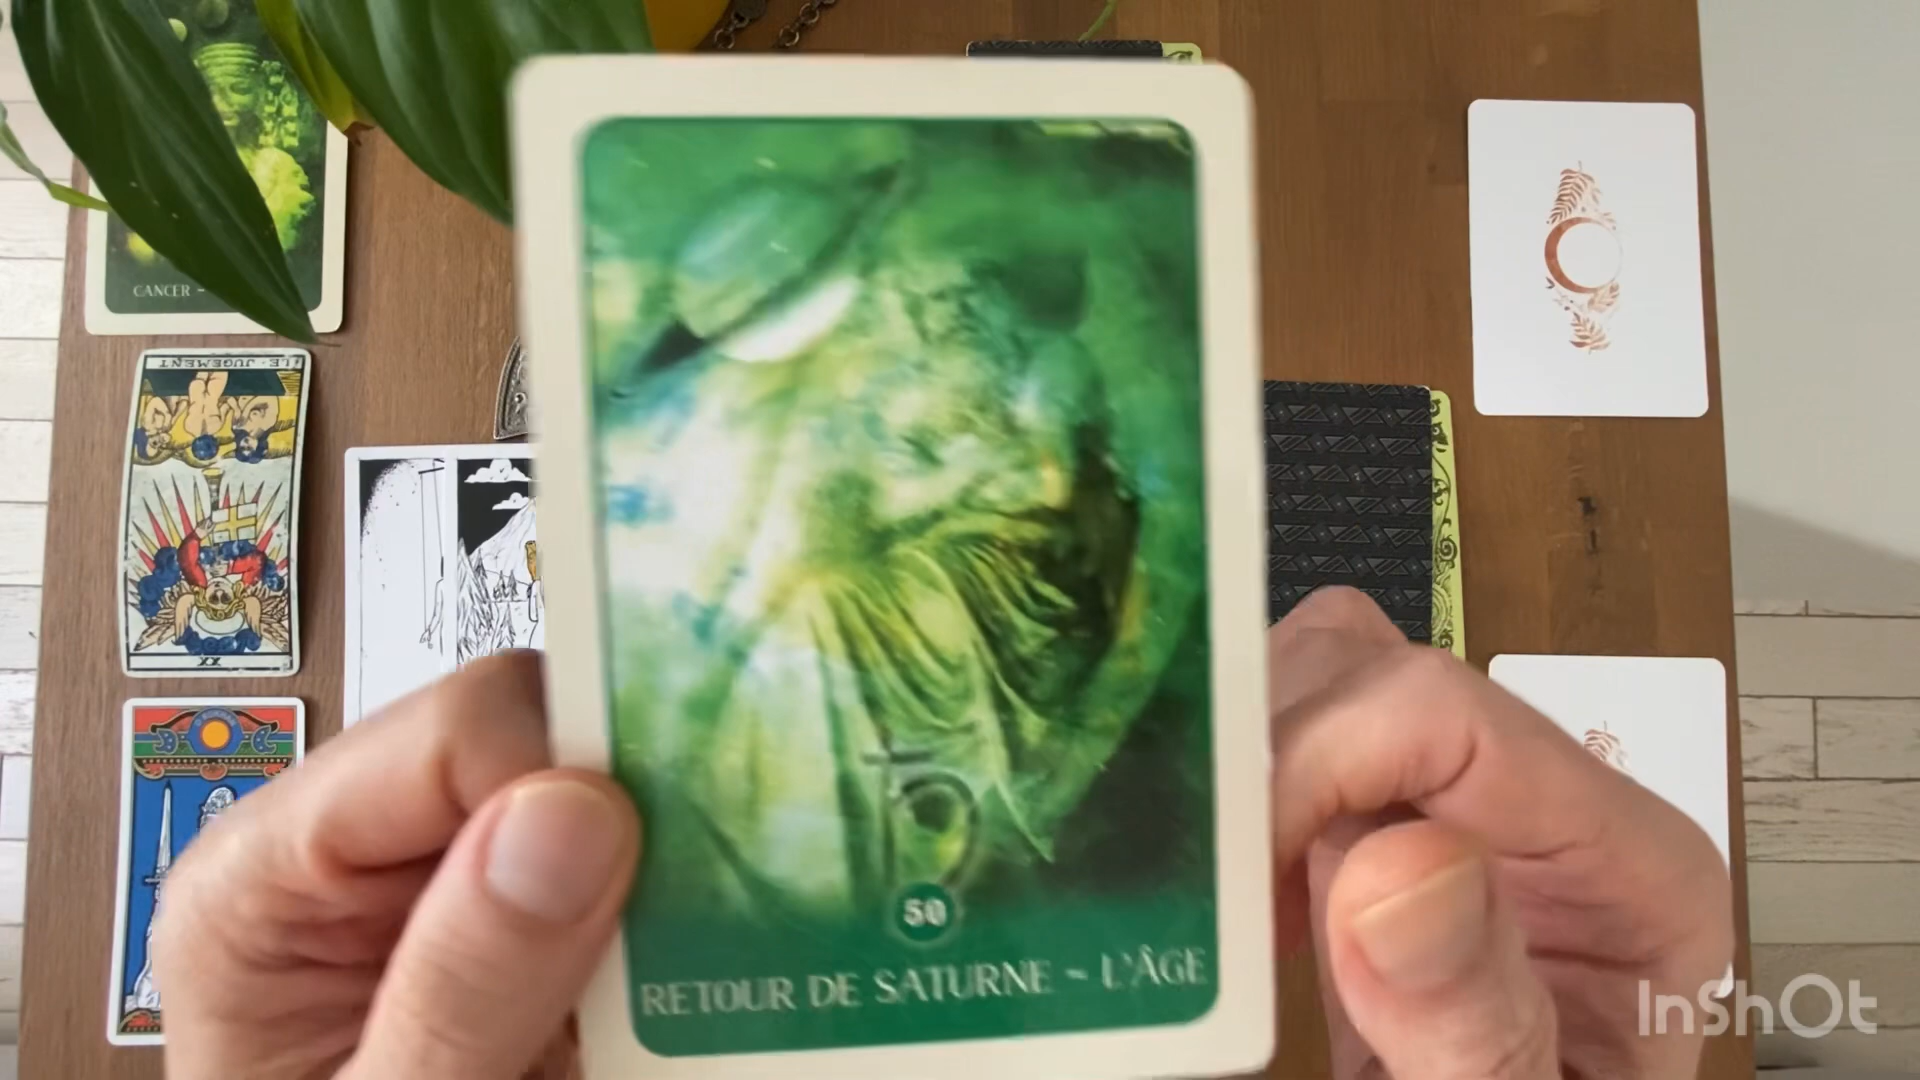 CANCER -
LE · JUGEMENT
XX
50
RETOUR DE SATURNE - L'ÂGE
InShOt